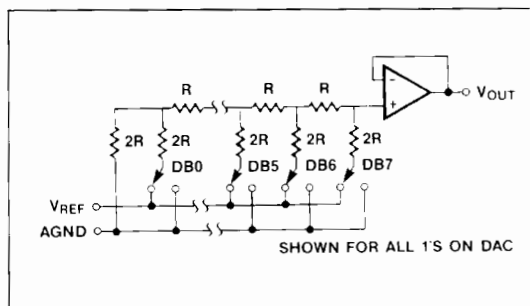 R R R
2R 2R 2R 2R 2R
DB0 DB5 DB6 DB7
- +
VOUT
VREF
AGND
SHOWN FOR ALL 1'S ON DAC